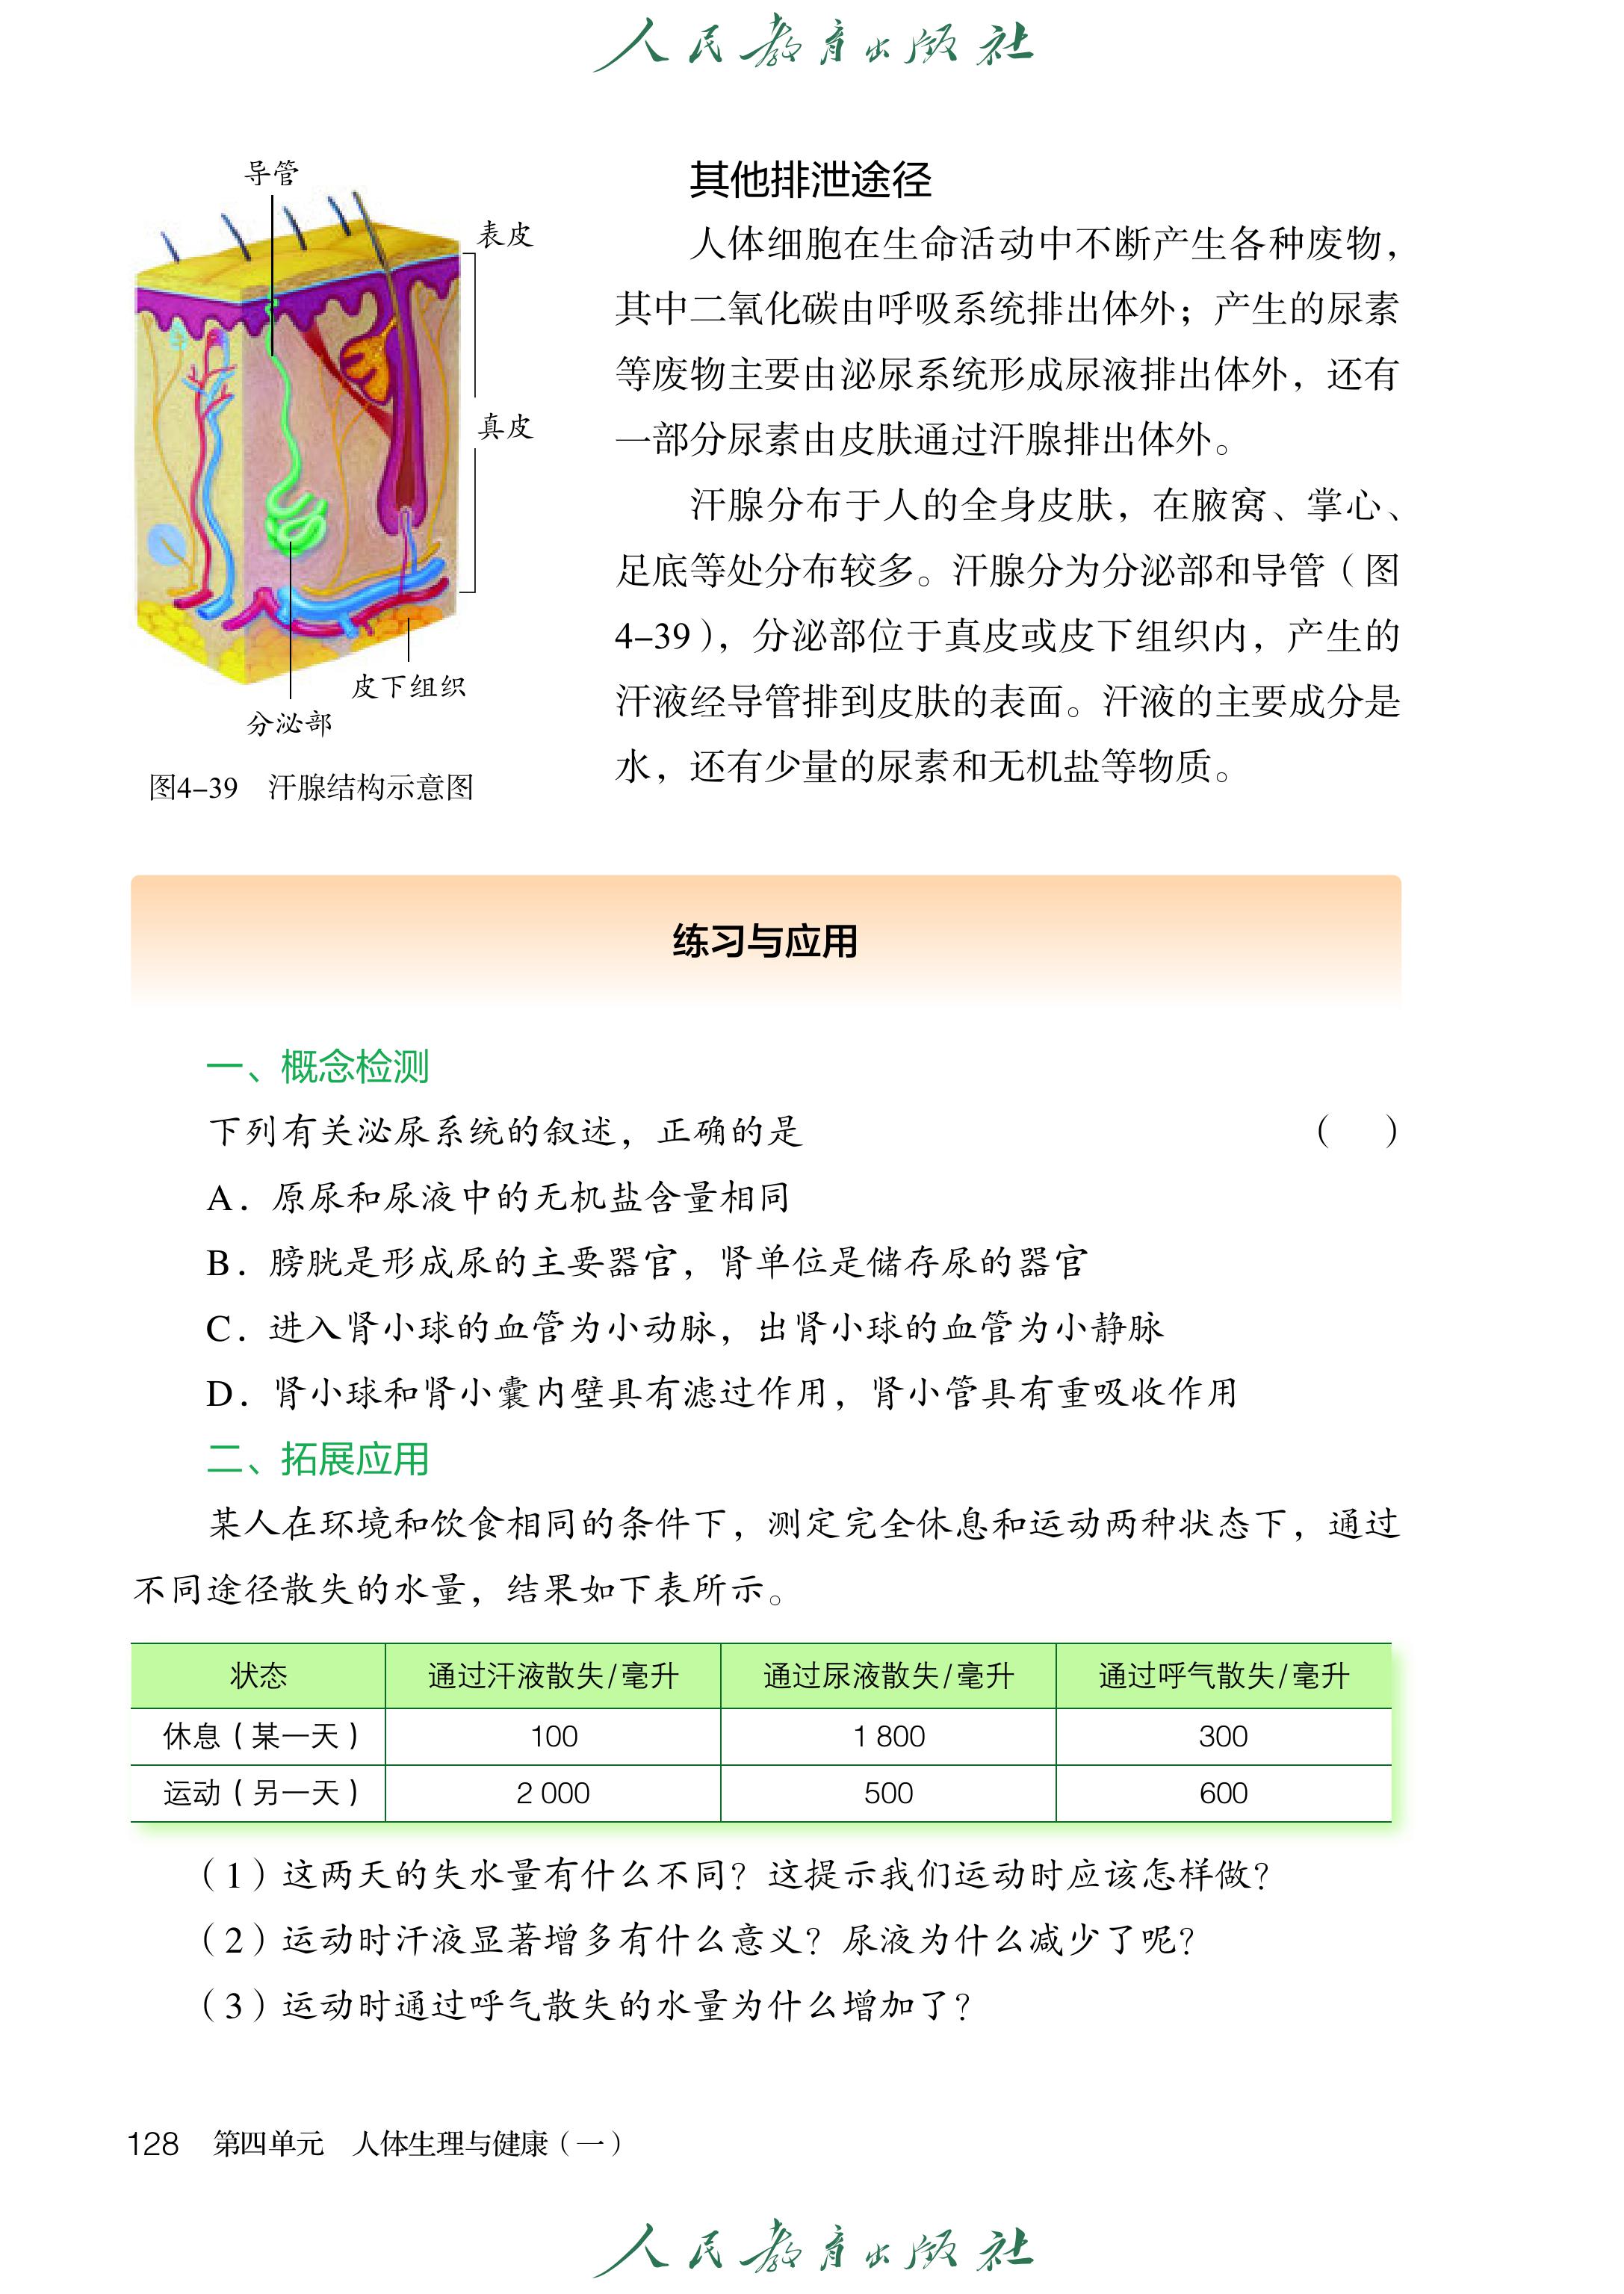 人民教育出版社
导管
表皮
真皮
皮下组织
分泌部
图4-39 汗腺结构示意图
其他排泄途径
人体细胞在生命活动中不断产生各种废物，
其中二氧化碳由呼吸系统排出体外；产生的尿素
等废物主要由泌尿系统形成尿液排出体外，还有
一部分尿素由皮肤通过汗腺排出体外。
汗腺分布于人的全身皮肤，在腋窝、掌心、
足底等处分布较多。汗腺分为分泌部和导管（图
4-39），分泌部位于真皮或皮下组织内，产生的
汗液经导管排到皮肤的表面。汗液的主要成分是
水，还有少量的尿素和无机盐等物质。
练习与应用
一、概念检测
下列有关泌尿系统的叙述，正确的是 （ ）
A. 原尿和尿液中的无机盐含量相同
B. 膀胱是形成尿的主要器官，肾单位是储存尿的器官
C. 进入肾小球的血管为小动脉，出肾小球的血管为小静脉
D. 肾小球和肾小囊内壁具有滤过作用，肾小管具有重吸收作用
二、拓展应用
某人在环境和饮食相同的条件下，测定完全休息和运动两种状态下，通过
不同途径散失的水量，结果如下表所示。
状态 通过汗液散失/毫升 通过尿液散失/毫升 通过呼气散失/毫升
休息（某一天） 100 1 800 300
运动（另一天） 2 000 500 600
（1）这两天的失水量有什么不同？这提示我们运动时应该怎样做？
（2）运动时汗液显著增多有什么意义？尿液为什么减少了呢？
（3）运动时通过呼气散失的水量为什么增加了？
128 第四单元 人体生理与健康（一）
人民教育出版社